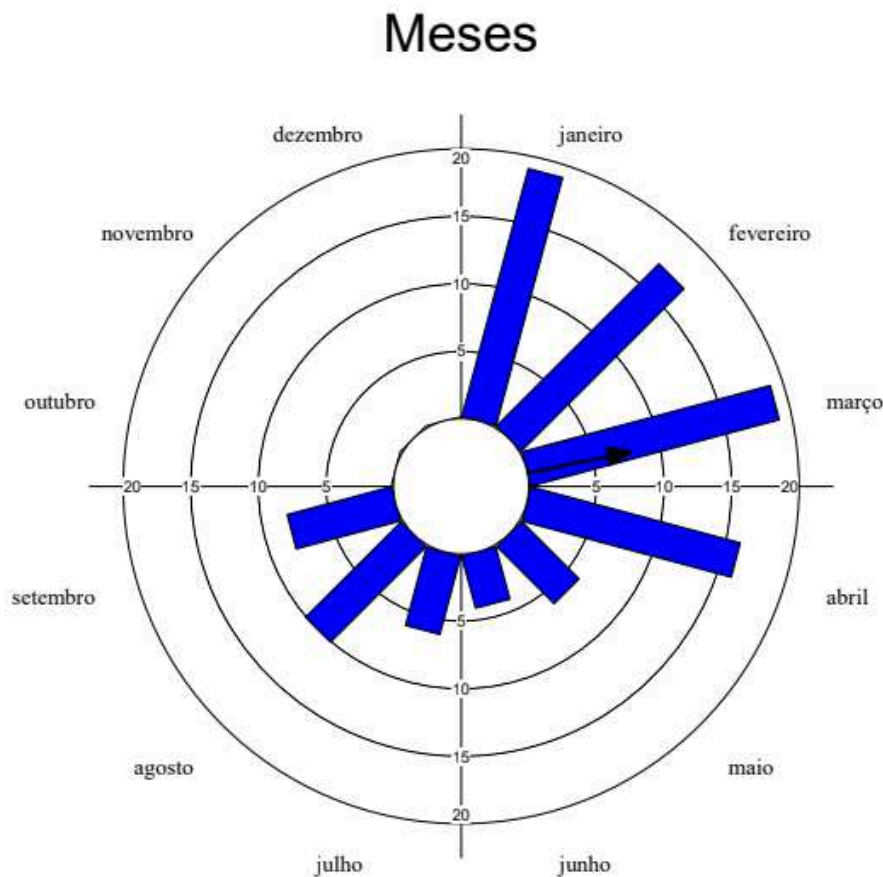 Meses
dezembro janeiro
20
15
novembro fevereiro
10
5
outubro março
20 15 10 5 5 10 15 20
setembro abril
5
10
agosto maio
15
20
julho junho